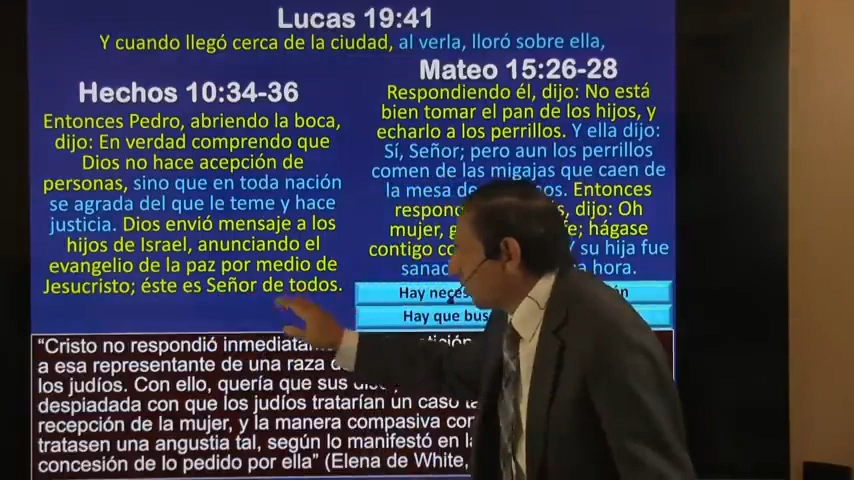 Lucas 19:41
Y cuando llegó cerca de la ciudad, al verla, lloró sobre ella,
Hechos 10:34-36
Entonces Pedro, abriendo la boca,
dijo: En verdad comprendo que
Dios no hace acepción de
personas, sino que en toda nación
se agrada del que le teme y hace
justicia. Dios envió mensaje a los
hijos de Israel, anunciando el
evangelio de la paz por medio de
Jesucristo; éste es Señor de todos.
Mateo 15:26-28
Respondiendo él, dijo: No está
bien tomar el pan de los hijos, y
echarlo a los perrillos. Y ella dijo:
Sí, Señor; pero aun los perrillos
comen de las migajas que caen de
la mesa de Entonces
dijo: Oh
mujer, hágase
contigo Y su hija fue
hora.
Hay
Hay que
“Cristo no respondió
a esa representante de una raza
los judíos. Con ello, quería que sus
despiadada con que los judíos tratarían un caso
recepción de la mujer, y la manera compasiva
tratasen una angustia tal, según lo manifestó en
concesión de lo pedido por ella” (Elena de White,